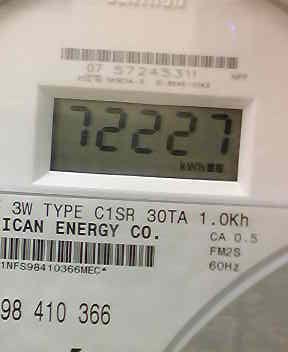 07 57245311
72227
kWh
3W TYPE C1SR 30TA 1.0Kh
ICAN ENERGY CO.
CA 0.5
FM2S
60Hz
1NFS98410366MEC*
98 410 366